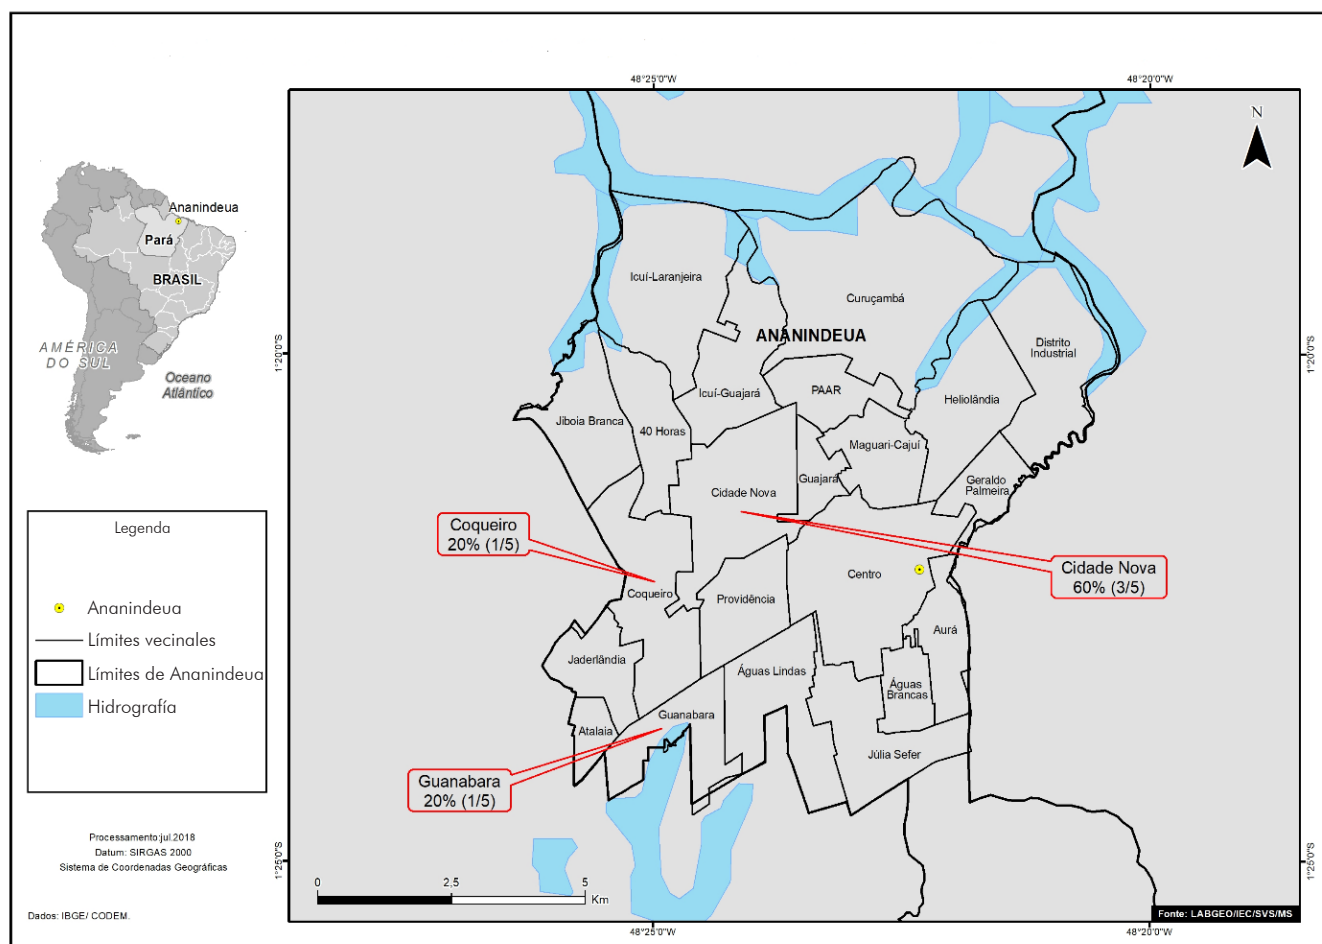 48°25'0"W
48°20'0"W
N
Ananindeua
Pará
BRASIL
AMÉRICA
DO SUL
Oceano
Atlântico
Icuí-Laranjeira
Curuçambá
ANANINDEUA
Distrito
Industrial
1°20'0"S
1°20'0"S
Icuí-Guajará
PAAR
Heliolândia
Jiboia Branca
40 Horas
Maguari-Cajuí
Guajará
Geraldo
Palmeira
Cidade Nova
Legenda
Coqueiro
20% (1/5)
Cidade Nova
60% (3/5)
Centro
Coqueiro
Providência
Ananindeua
Límites vecinales
Límites de Ananindeua
Hidrografía
Aurá
Jaderlândia
Águas Lindas
Águas
Brancas
Guanabara
Atalaia
Júlia Sefer
Guanabara
20% (1/5)
Processamento:jul.2018
Datum: SIRGAS 2000
Sistema de Coordenadas Geográficas
1°25'0"S
1°25'0"S
0
2,5
5
Km
Dados: IBGE/ CODEM.
Fonte: LABGEO/IEC/SVS/MS
48°25'0"W
48°20'0"W